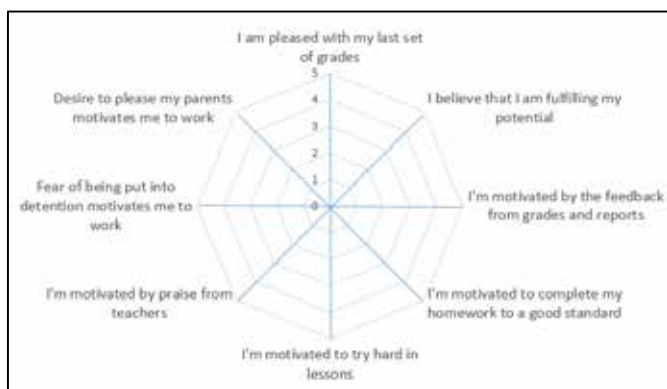 I am pleased with my last set
of grades
5
4
3
2
1
0
I believe that I am fulfilling my
potential
I'm motivated by the feedback
from grades and reports
I'm motivated to complete my
homework to a good standard
I'm motivated to try hard in
lessons
I'm motivated by praise from
teachers
Fear of being put into
detention motivates me to
work
Desire to please my parents
motivates me to work